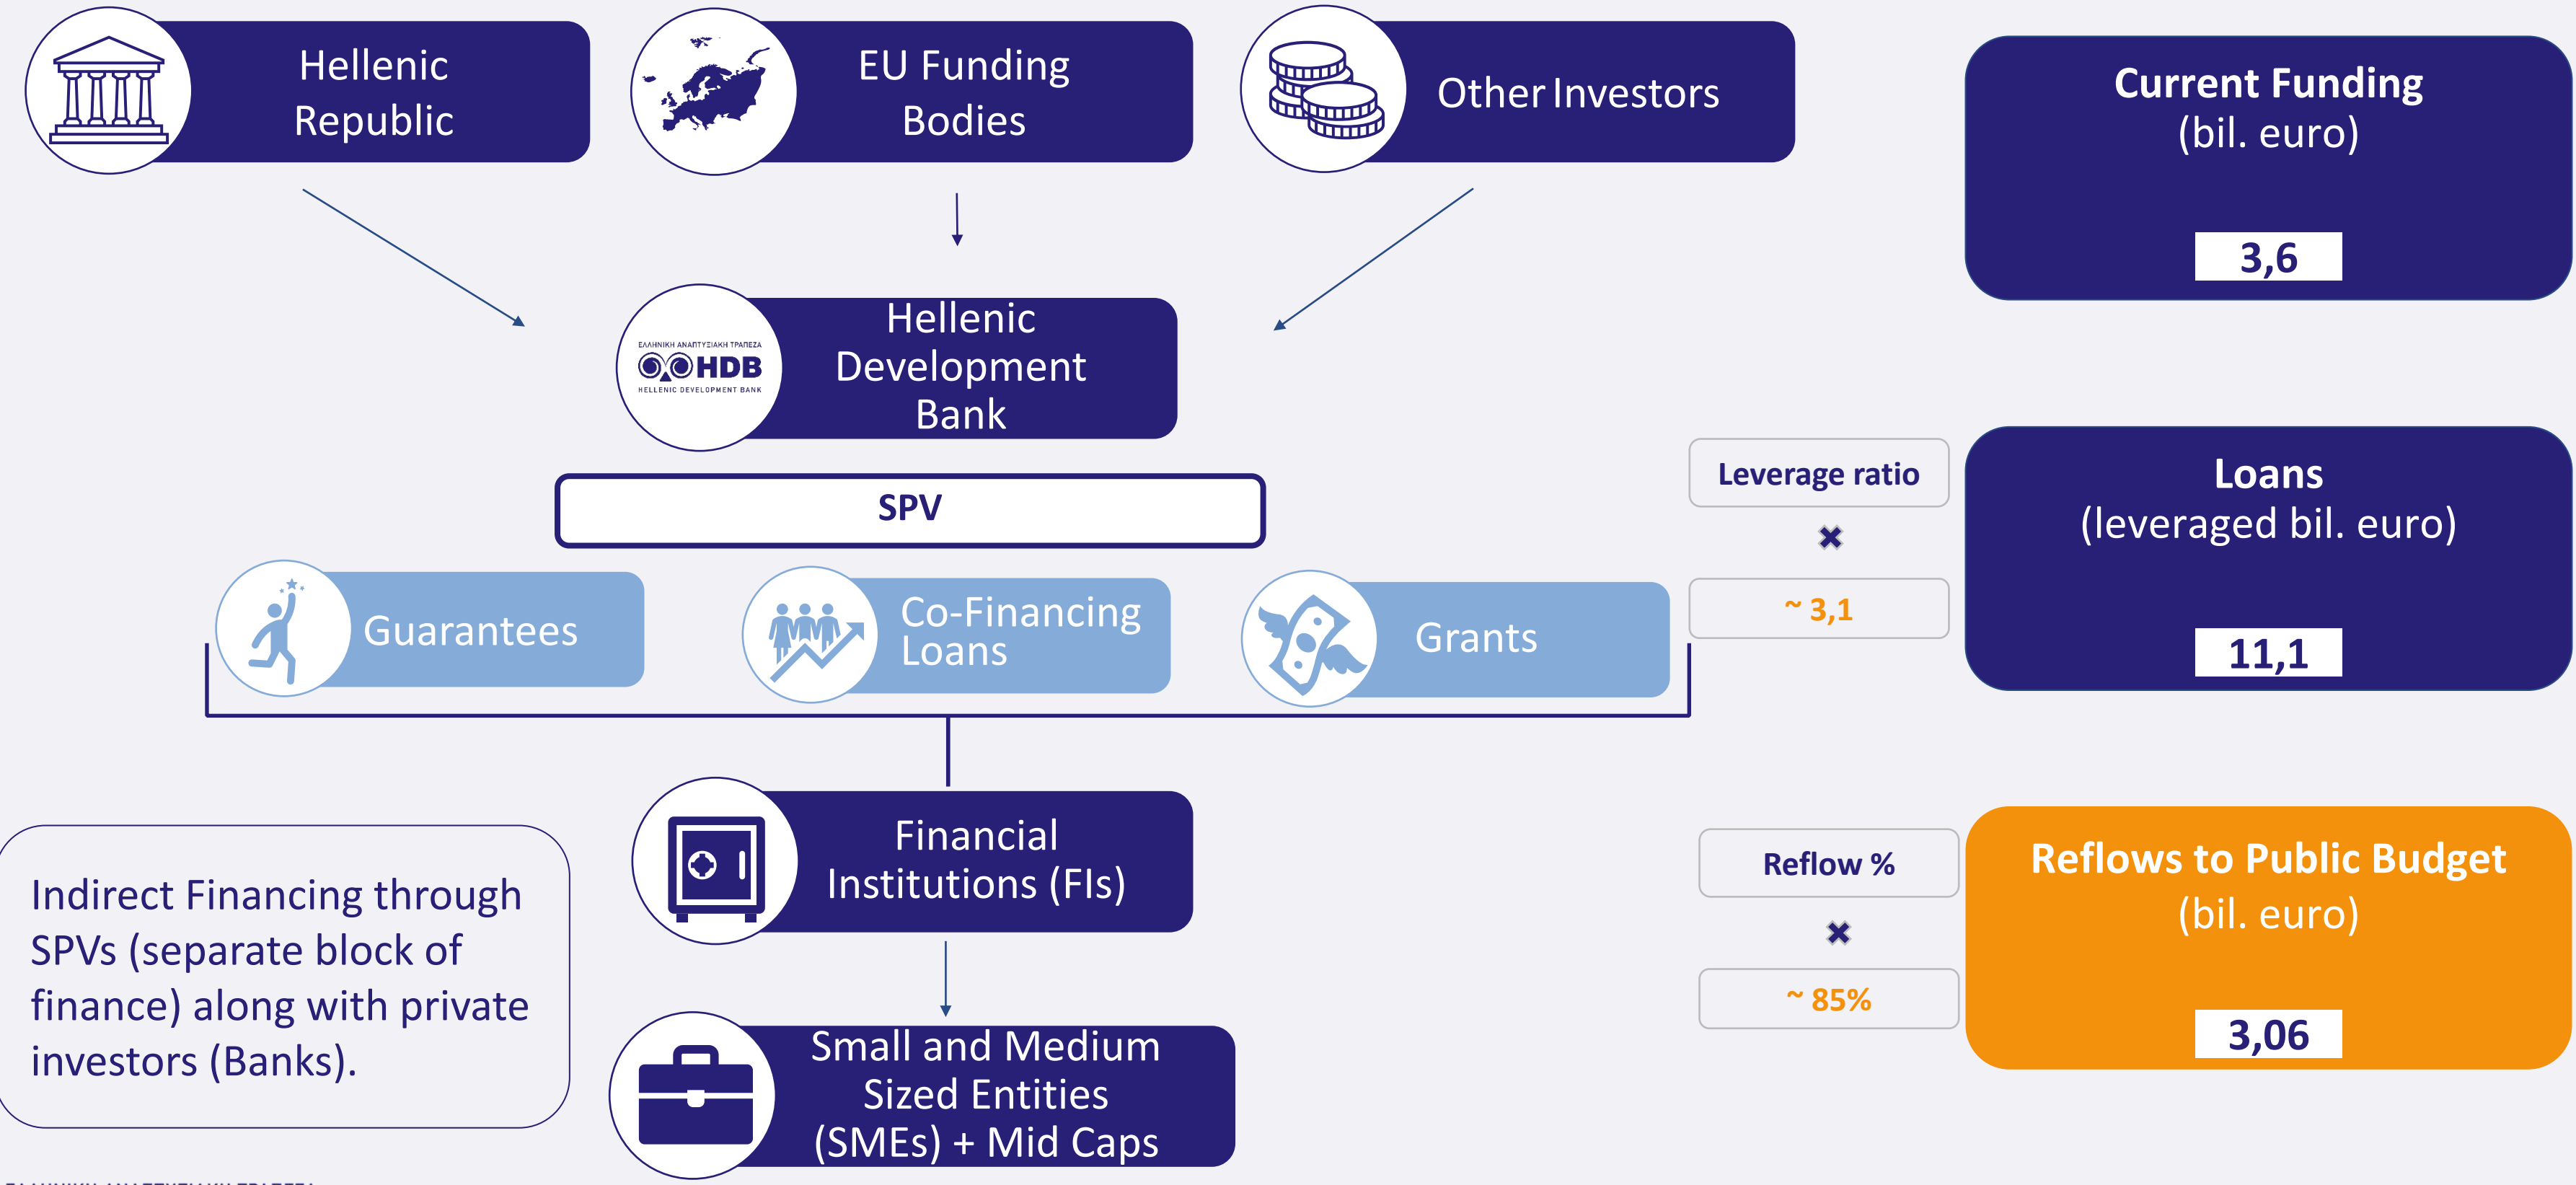 Hellenic
Republic
EU Funding
Bodies
Other Investors
Current Funding
(bil. euro)
3,6
ΕΛΛΗΝΙΚΗ ΑΝΑΠΤΥΞΙΑΚΗ ΤΡΑΠΕΖΑ
HDB
HELLENIC DEVELOPMENT BANK
Hellenic
Development
Bank
SPV
Leverage ratio
~ 3,1
Loans
(leveraged bil. euro)
11,1
Guarantees
Co-Financing
Loans
Grants
Financial
Institutions (FIs)
Indirect Financing through
SPVs (separate block of
finance) along with private
investors (Banks).
Reflow %
~ 85%
Reflows to Public Budget
(bil. euro)
3,06
Small and Medium
Sized Entities
(SMEs) + Mid Caps